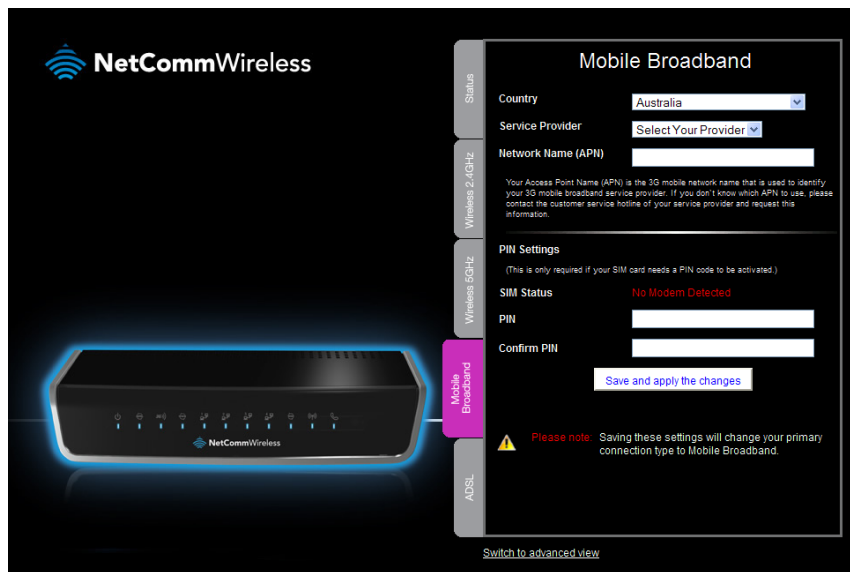 NetCommWireless
Status
Wireless 2.4GHz
Wireless 5GHz
Mobile
Broadband
ADSL
Mobile Broadband
Country
Australia
Service Provider
Select Your Provider
Network Name (APN)
Your Access Point Name (APN) is the 3G mobile network name that is used to identify
your 3G mobile broadband service provider. If you don't know which APN to use, please
contact the customer service hotline of your service provider and request this
information.
PIN Settings
(This is only required if your SIM card needs a PIN code to be activated.)
SIM Status
No Modem Detected
PIN
Confirm PIN
Save and apply the changes
Please note: Saving these settings will change your primary
connection type to Mobile Broadband.
NetCommWireless
Switch to advanced view